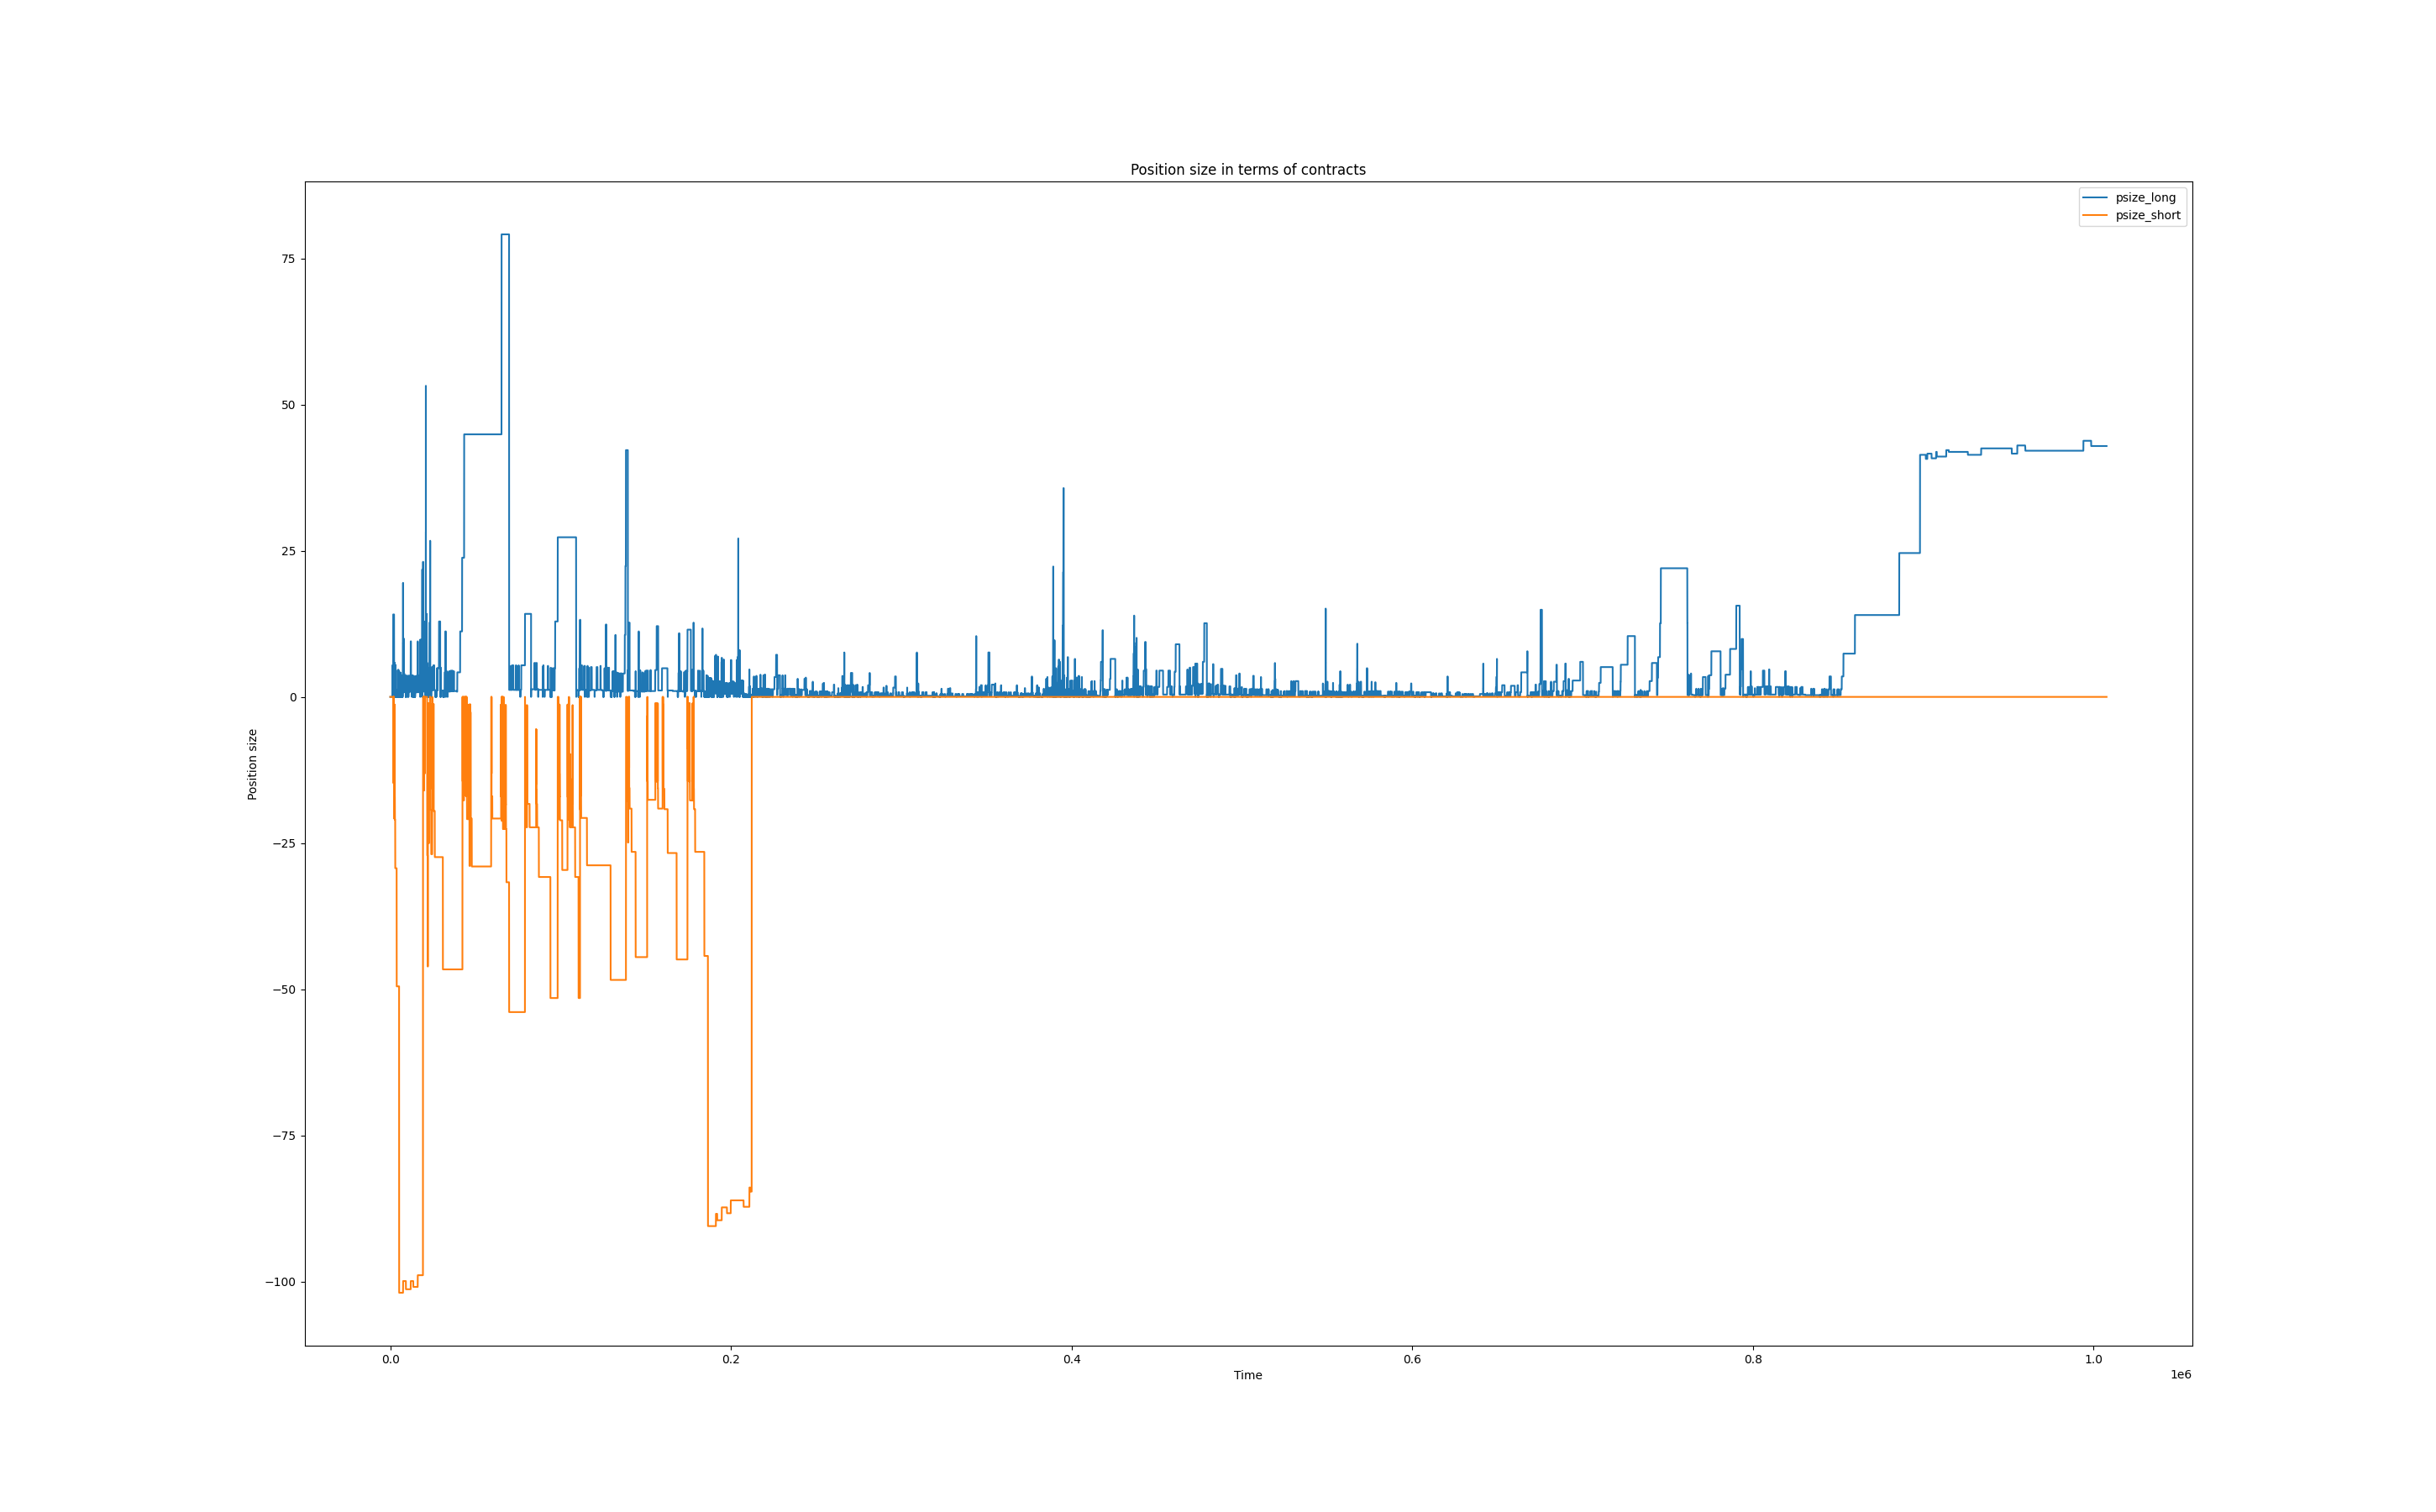 Position size in terms of contracts
psize_long
psize_short
75
50
25
0
−25
−50
−75
−100
Position size
0.0
0.2
0.4
0.6
0.8
1.0
Time
1e6